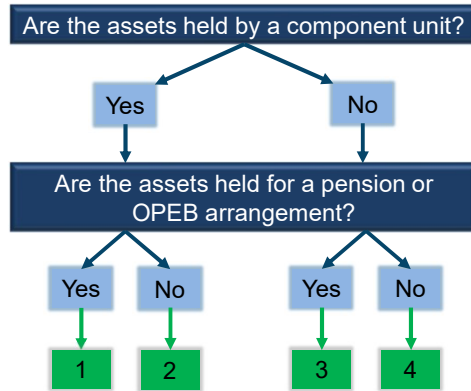 Are the assets held by a component unit?
Yes
No
Are the assets held for a pension or
OPEB arrangement?
Yes
No
Yes
No
1
2
3
4